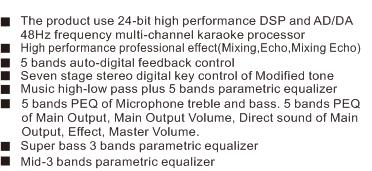 ■ The product use 24-bit high performance DSP and AD/DA
48Hz frequency multi-channel karaoke processor
■ High performance professional effect(Mixing,Echo,Mixing Echo)
■ 5 bands auto-digital feedback control
■ Seven stage stereo digital key control of Modified tone
■ Music high-low pass plus 5 bands parametric equalizer
■ 5 bands PEQ of Microphone treble and bass. 5 bands PEQ
of Main Output, Main Output Volume, Direct sound of Main
Output, Effect, Master Volume.
■ Super bass 3 bands parametric equalizer
■ Mid-3 bands parametric equalizer